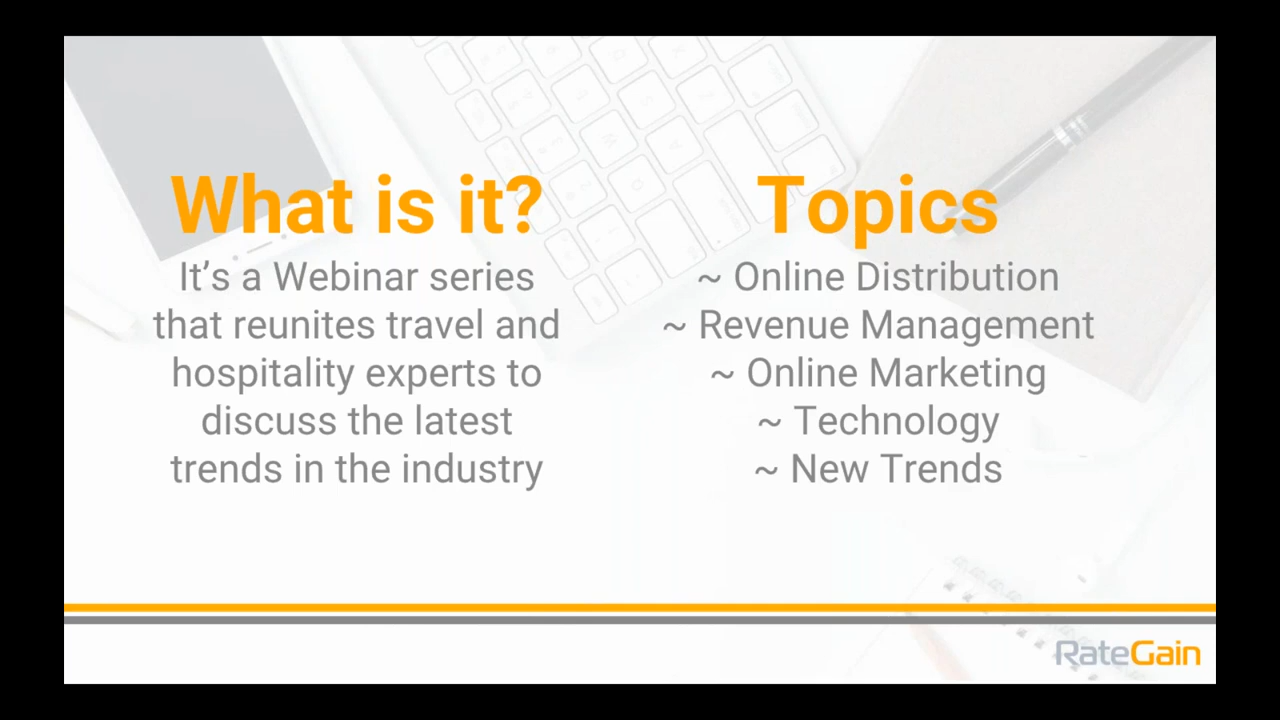 What is it?
It's a Webinar series
that reunites travel and
hospitality experts to
discuss the latest
trends in the industry
Topics
~ Online Distribution
~ Revenue Management
~ Online Marketing
~ Technology
~ New Trends
RateGain